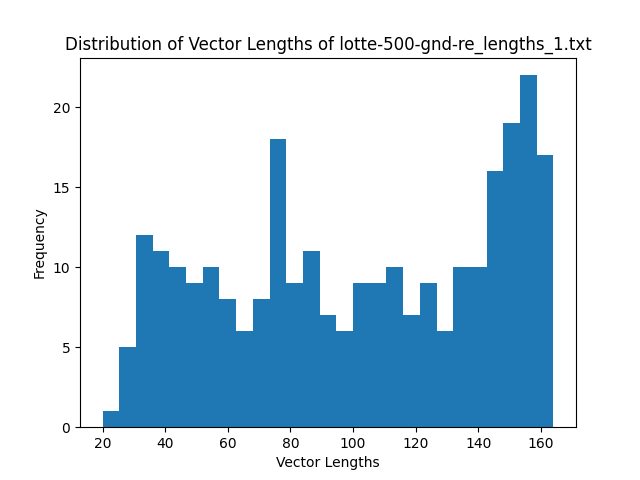 Distribution of Vector Lengths of lotte-500-gnd-re_lengths_1.txt
Frequency
20
15
10
5
0
20 40 60 80 100 120 140 160
Vector Lengths